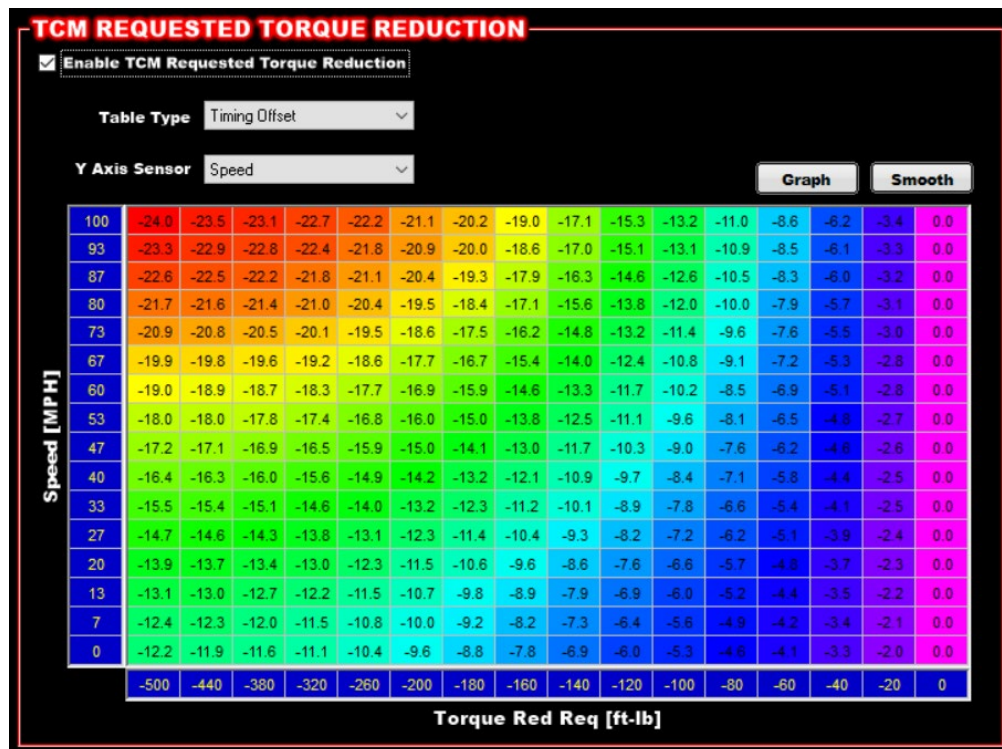 TCM REQUESTED TORQUE REDUCTION
Enable TCM Requested Torque Reduction
Table Type Timing Offset
Y Axis Sensor Speed
Graph Smooth
100 -24.0 -23.5 -23.1 -22.7 -22.2 -21.1 -20.2 -19.0 -17.1 -15.3 -13.2 -11.0 -8.6 -6.2 -3.4 0.0
93 -23.3 -22.9 -22.8 -22.4 -21.8 -20.9 -20.0 -18.6 -17.0 -15.1 -13.1 -10.9 -8.5 -6.1 -3.3 0.0
87 -22.6 -22.5 -22.2 -21.8 -21.1 -20.4 -19.3 -17.9 -16.3 -14.6 -12.6 -10.5 -8.3 -6.0 -3.2 0.0
80 -21.7 -21.6 -21.4 -21.0 -20.4 -19.5 -18.4 -17.1 -15.6 -13.8 -12.0 -10.0 -7.9 -5.7 -3.1 0.0
73 -20.9 -20.8 -20.5 -20.1 -19.5 -18.6 -17.5 -16.2 -14.8 -13.2 -11.4 -9.6 -7.6 -5.5 -3.0 0.0
67 -19.9 -19.8 -19.6 -19.2 -18.6 -17.7 -16.7 -15.4 -14.0 -12.4 -10.8 -9.1 -7.2 -5.3 -2.8 0.0
60 -19.0 -18.9 -18.7 -18.3 -17.7 -16.9 -15.9 -14.6 -13.3 -11.7 -10.2 -8.5 -6.9 -5.1 -2.8 0.0
53 -18.0 -18.0 -17.8 -17.4 -16.8 -16.0 -15.0 -13.8 -12.5 -11.1 -9.6 -8.1 -6.5 -4.8 -2.7 0.0
47 -17.2 -17.1 -16.9 -16.5 -15.9 -15.0 -14.1 -13.0 -11.7 -10.3 -9.0 -7.6 -6.2 -4.6 -2.6 0.0
40 -16.4 -16.3 -16.0 -15.6 -14.9 -14.2 -13.2 -12.1 -10.9 -9.7 -8.4 -7.1 -5.8 -4.4 -2.5 0.0
33 -15.5 -15.4 -15.1 -14.6 -14.0 -13.2 -12.3 -11.2 -10.1 -8.9 -7.8 -6.6 -5.4 -4.1 -2.5 0.0
27 -14.7 -14.6 -14.3 -13.8 -13.1 -12.3 -11.4 -10.4 -9.3 -8.2 -7.2 -6.2 -5.1 -3.9 -2.4 0.0
20 -13.9 -13.7 -13.4 -13.0 -12.3 -11.5 -10.6 -9.6 -8.6 -7.6 -6.6 -5.7 -4.8 -3.7 -2.3 0.0
13 -13.1 -13.0 -12.7 -12.2 -11.5 -10.7 -9.8 -8.9 -7.9 -6.9 -6.0 -5.2 -4.4 -3.5 -2.2 0.0
7 -12.4 -12.3 -12.0 -11.5 -10.8 -10.0 -9.2 -8.2 -7.3 -6.4 -5.6 -4.9 -4.2 -3.4 -2.1 0.0
0 -12.2 -11.9 -11.6 -11.1 -10.4 -9.6 -8.8 -7.8 -6.9 -6.0 -5.3 -4.6 -4.1 -3.3 -2.0 0.0
Speed [MPH]
-500 -440 -380 -320 -260 -200 -180 -160 -140 -120 -100 -80 -60 -40 -20 0
Torque Red Req [ft-lb]